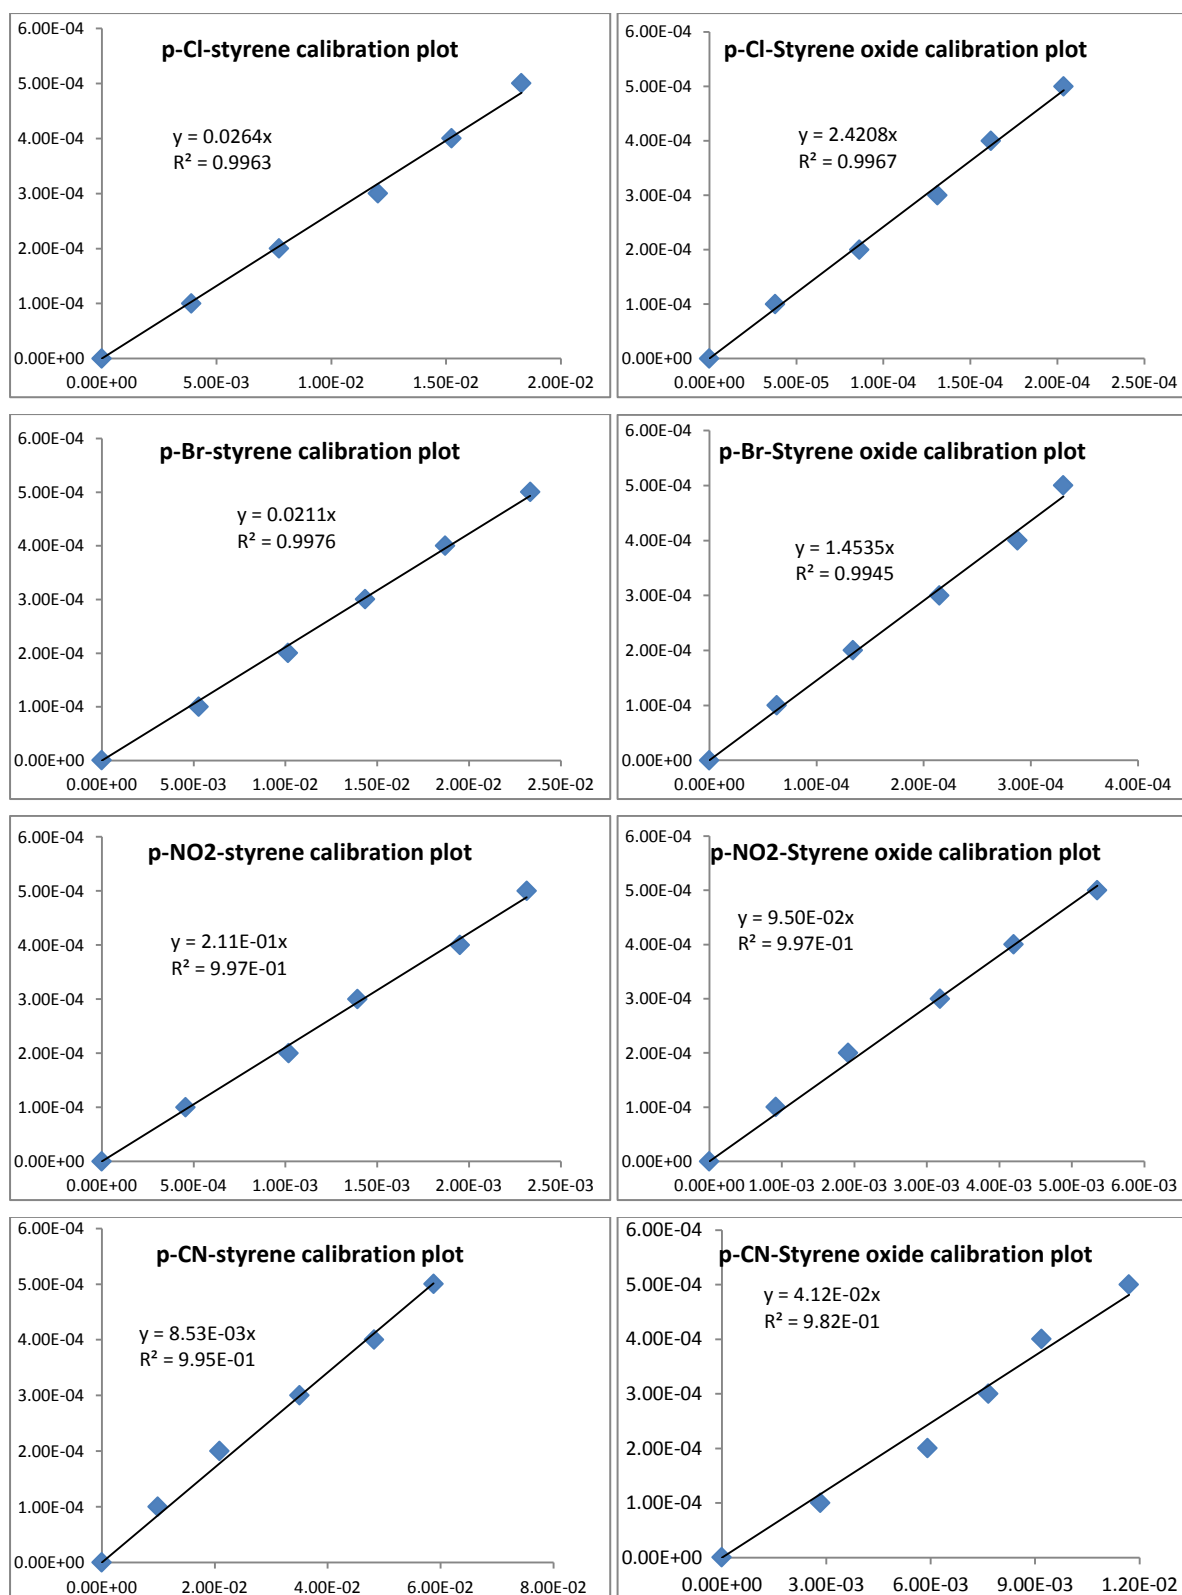 p-Cl-styrene calibration plot
y = 0.0264x
R² = 0.9963
6.00E-04
5.00E-04
4.00E-04
3.00E-04
2.00E-04
1.00E-04
0.00E+00
0.00E+00 5.00E-03 1.00E-02 1.50E-02 2.00E-02
p-Cl-Styrene oxide calibration plot
y = 2.4208x
R² = 0.9967
6.00E-04
5.00E-04
4.00E-04
3.00E-04
2.00E-04
1.00E-04
0.00E+00
0.00E+00 5.00E-05 1.00E-04 1.50E-04 2.00E-04 2.50E-04
p-Br-styrene calibration plot
y = 0.0211x
R² = 0.9976
6.00E-04
5.00E-04
4.00E-04
3.00E-04
2.00E-04
1.00E-04
0.00E+00
0.00E+00 5.00E-03 1.00E-02 1.50E-02 2.00E-02 2.50E-02
p-Br-Styrene oxide calibration plot
y = 1.4535x
R² = 0.9945
6.00E-04
5.00E-04
4.00E-04
3.00E-04
2.00E-04
1.00E-04
0.00E+00
0.00E+00 1.00E-04 2.00E-04 3.00E-04 4.00E-04
p-NO2-styrene calibration plot
y = 2.11E-01x
R² = 9.97E-01
6.00E-04
5.00E-04
4.00E-04
3.00E-04
2.00E-04
1.00E-04
0.00E+00
0.00E+00 5.00E-04 1.00E-03 1.50E-03 2.00E-03 2.50E-03
p-NO2-Styrene oxide calibration plot
y = 9.50E-02x
R² = 9.97E-01
6.00E-04
5.00E-04
4.00E-04
3.00E-04
2.00E-04
1.00E-04
0.00E+00
0.00E+00 1.00E-03 2.00E-03 3.00E-03 4.00E-03 5.00E-03 6.00E-03
p-CN-styrene calibration plot
y = 8.53E-03x
R² = 9.95E-01
6.00E-04
5.00E-04
4.00E-04
3.00E-04
2.00E-04
1.00E-04
0.00E+00
0.00E+00 2.00E-02 4.00E-02 6.00E-02 8.00E-02
p-CN-Styrene oxide calibration plot
y = 4.12E-02x
R² = 9.82E-01
6.00E-04
5.00E-04
4.00E-04
3.00E-04
2.00E-04
1.00E-04
0.00E+00
0.00E+00 3.00E-03 6.00E-03 9.00E-03 1.20E-02